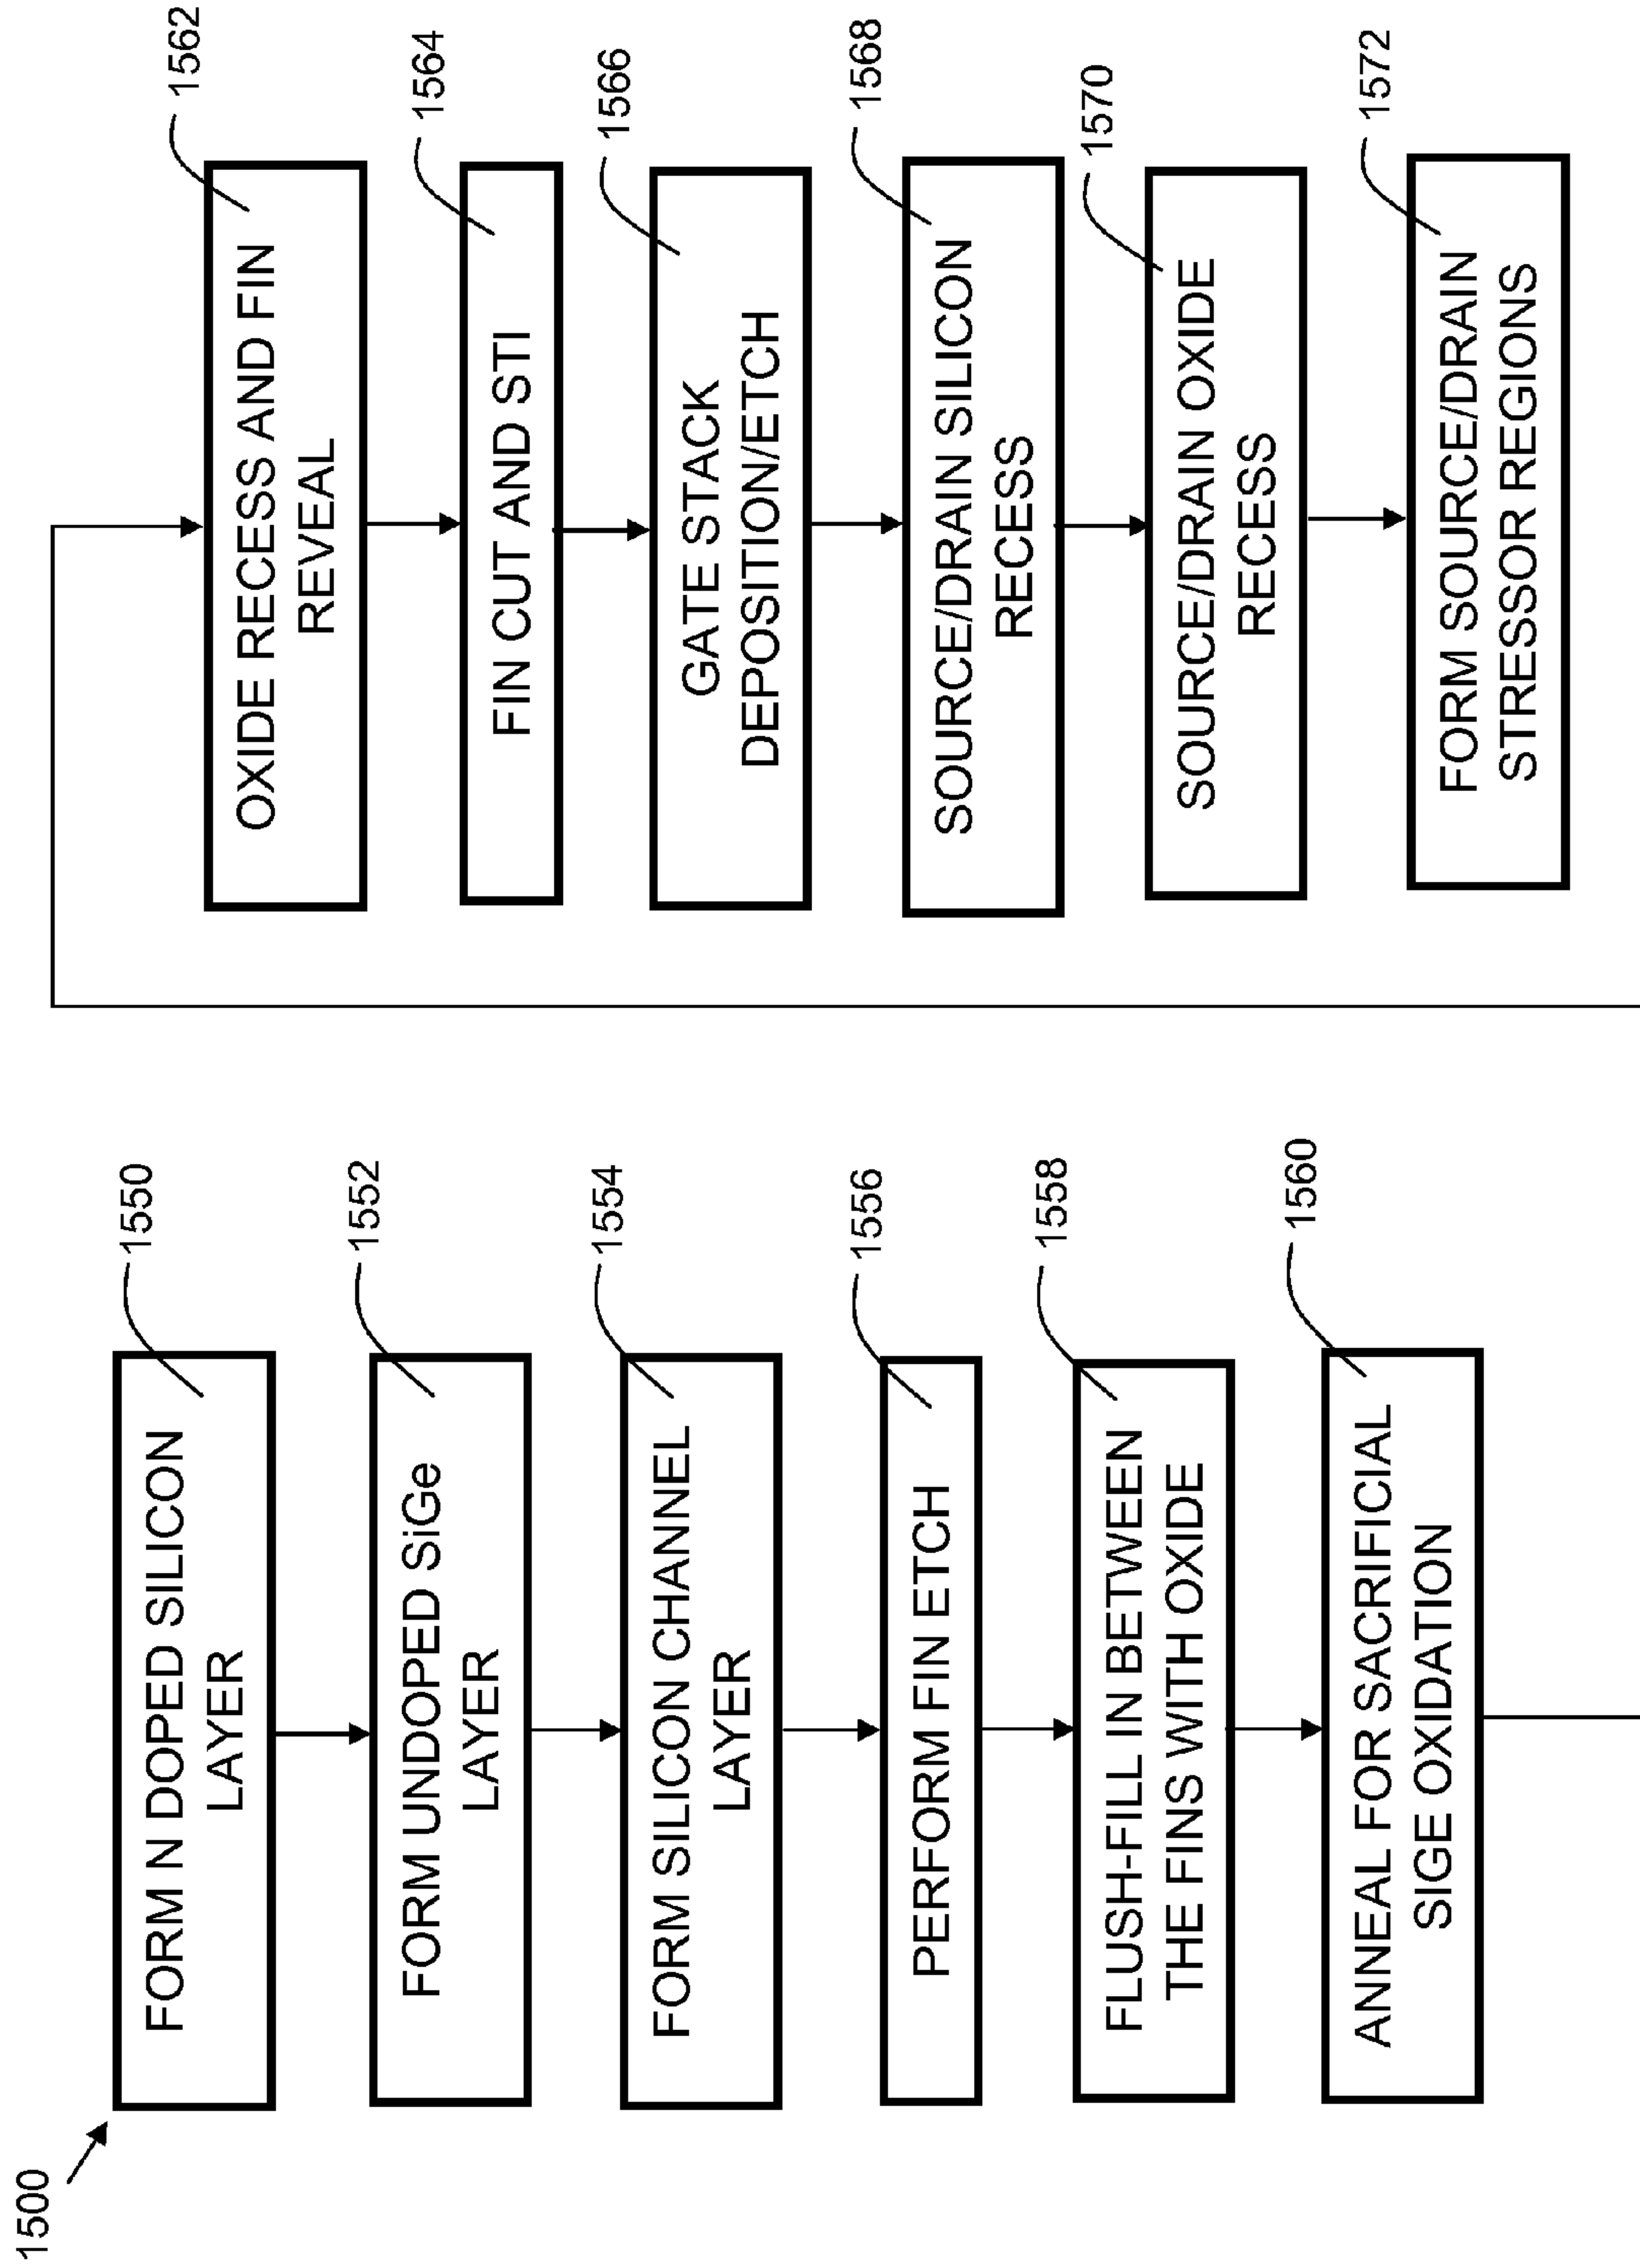 1500
1550
FORM N DOPED SILICON
LAYER
1552
FORM UNDOPED SiGe
LAYER
1554
FORM SILICON CHANNEL
LAYER
1556
PERFORM FIN ETCH
1558
FLUSH-FILL IN BETWEEN
THE FINS WITH OXIDE
1560
ANNEAL FOR SACRIFICIAL
SIGE OXIDATION
1562
OXIDE RECESS AND FIN
REVEAL
1564
FIN CUT AND STI
1566
GATE STACK
DEPOSITION/ETCH
1568
SOURCE/DRAIN SILICON
RECESS
1570
SOURCE/DRAIN OXIDE
RECESS
1572
FORM SOURCE/DRAIN
STRESSOR REGIONS